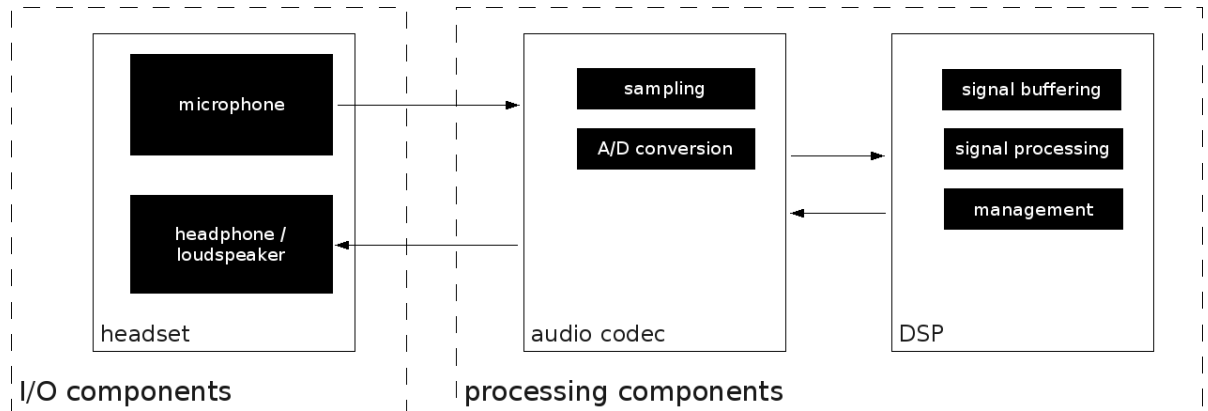 microphone
headphone /
loudspeaker
headset
I/O components
sampling
A/D conversion
audio codec
signal buffering
signal processing
management
DSP
processing components